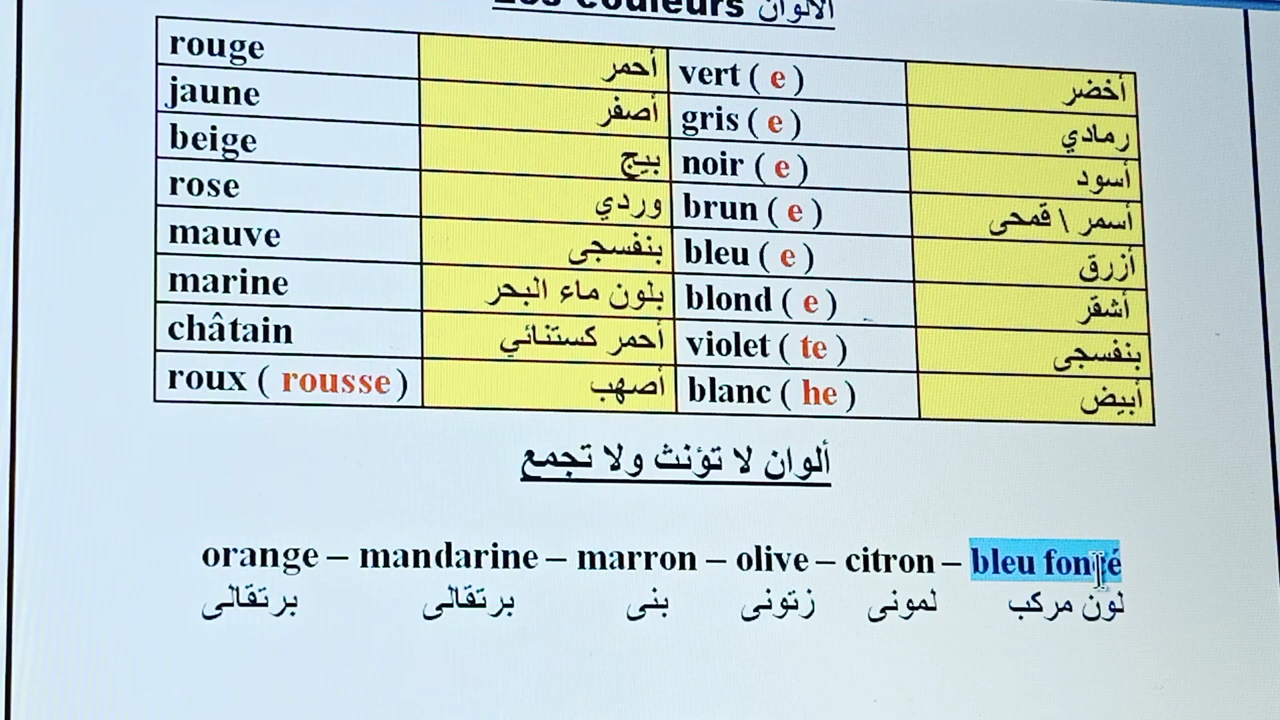 Les couleurs الألوان
rouge أحمر vert ( e ) أخضر
jaune أصفر gris ( e ) رمادي
beige بيج noir ( e ) أسود
rose وردي brun ( e ) أسمر \ قمحى
mauve بنفسجى bleu ( e ) أزرق
marine بلون ماء البحر blond ( e ) أشقر
châtain أحمر كستنائي violet ( te ) بنفسجى
roux ( rousse ) أصهب blanc ( he ) أبيض
ألوان لا تؤنث ولا تجمع
orange – mandarine – marron – olive – citron – bleu fonçé
برتقالى برتقالى بنى زتونى لمونى لون مركب